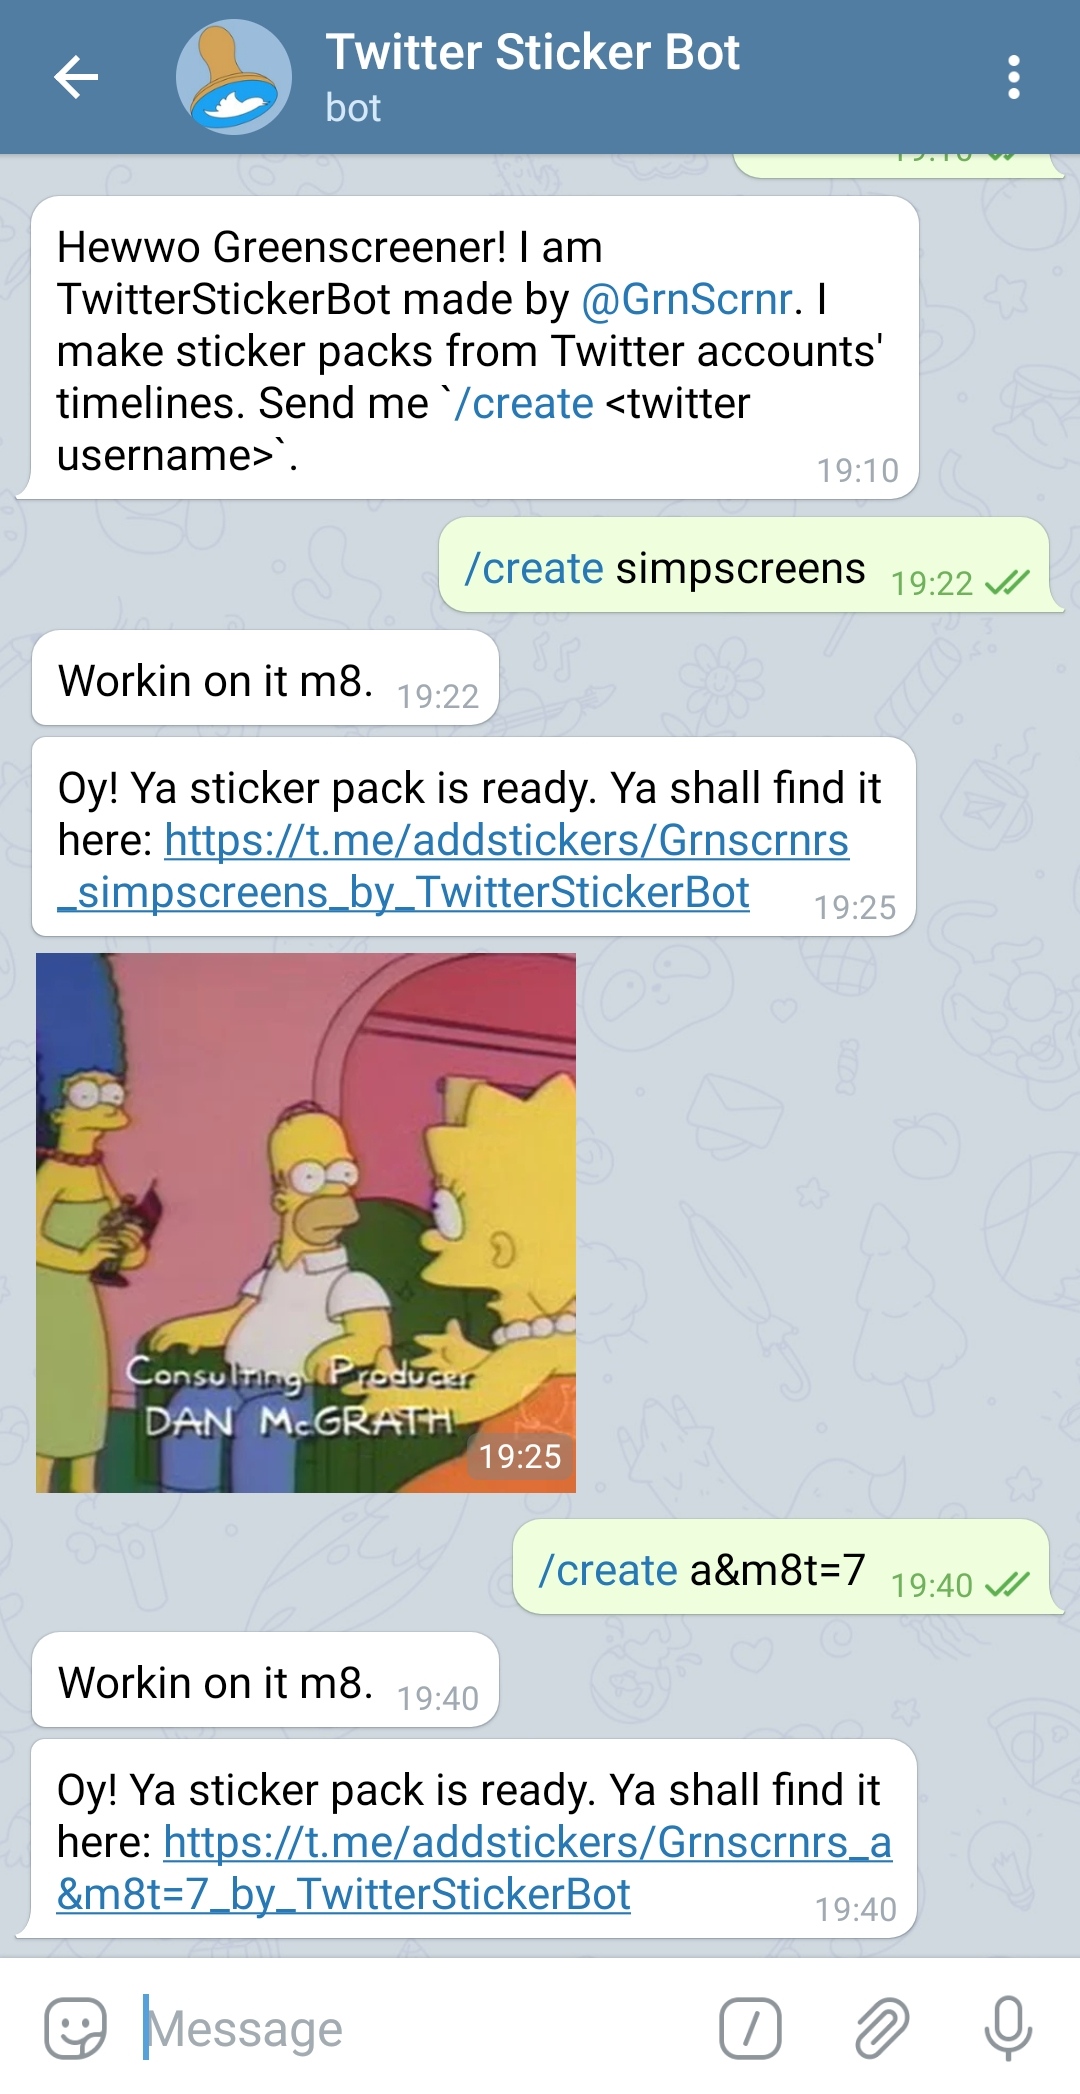 Twitter Sticker Bot
bot
19:10
Hewwo Greenscreener! I am
TwitterStickerBot made by @GrnScrnr. I
make sticker packs from Twitter accounts'
timelines. Send me `/create <twitter
username>`.
19:10
/create simpscreens 19:22
Workin on it m8. 19:22
Oy! Ya sticker pack is ready. Ya shall find it
here: https://t.me/addstickers/Grnscrnrs
_simpscreens_by_TwitterStickerBot 19:25
Consulting Producer
DAN McGRATH
19:25
/create a&m8t=7 19:40
Workin on it m8. 19:40
Oy! Ya sticker pack is ready. Ya shall find it
here: https://t.me/addstickers/Grnscrnrs_a
&m8t=7_by_TwitterStickerBot 19:40
Message